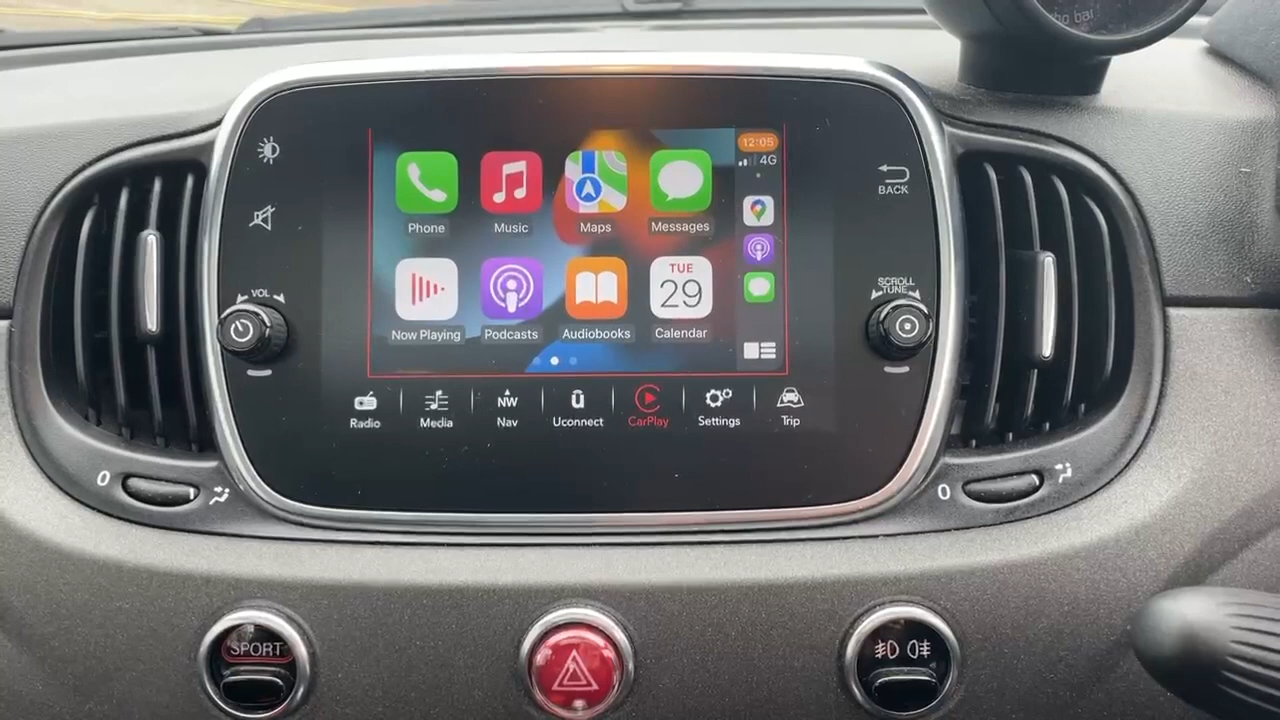 bar
12:05
4G
BACK
Phone
Music
Maps
Messages
VOL
SCROLL
TUNE
TUE
29
Now Playing
Podcasts
Audiobooks
Calendar
NW
Radio
Media
Nav
Uconnect
CarPlay
Settings
Trip
0
0
SPORT